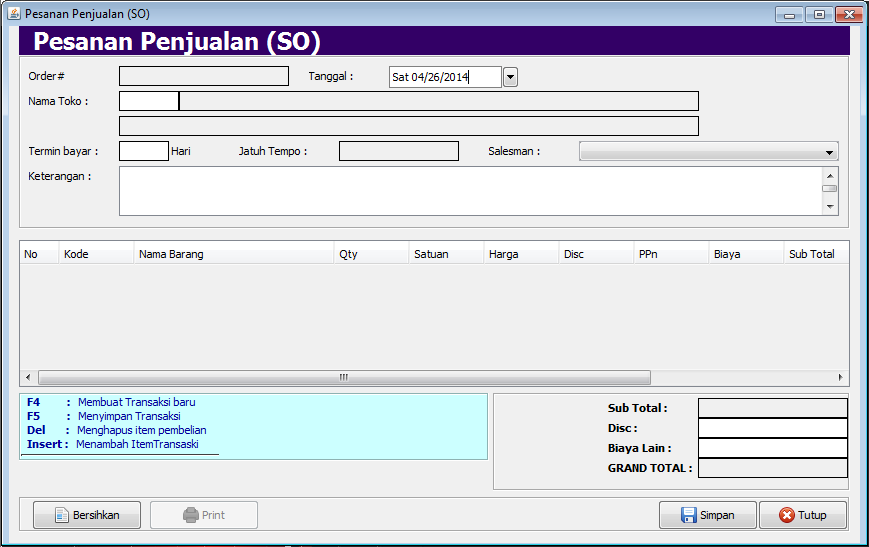 Pesanan Penjualan (SO)
Pesanan Penjualan (SO)
Order# Tanggal : Sat 04/26/2014
Nama Toko :
Termin bayar : Hari Jatuh Tempo : Salesman :
Keterangan :
No Kode Nama Barang Qty Satuan Harga Disc PPn Biaya Sub Total
F4 : Membuat Transaksi baru
F5 : Menyimpan Transaksi
Del : Menghapus item pembelian
Insert : Menambah ItemTransaski
Sub Total :
Disc :
Biaya Lain :
GRAND TOTAL :
Bersihkan Print Simpan Tutup